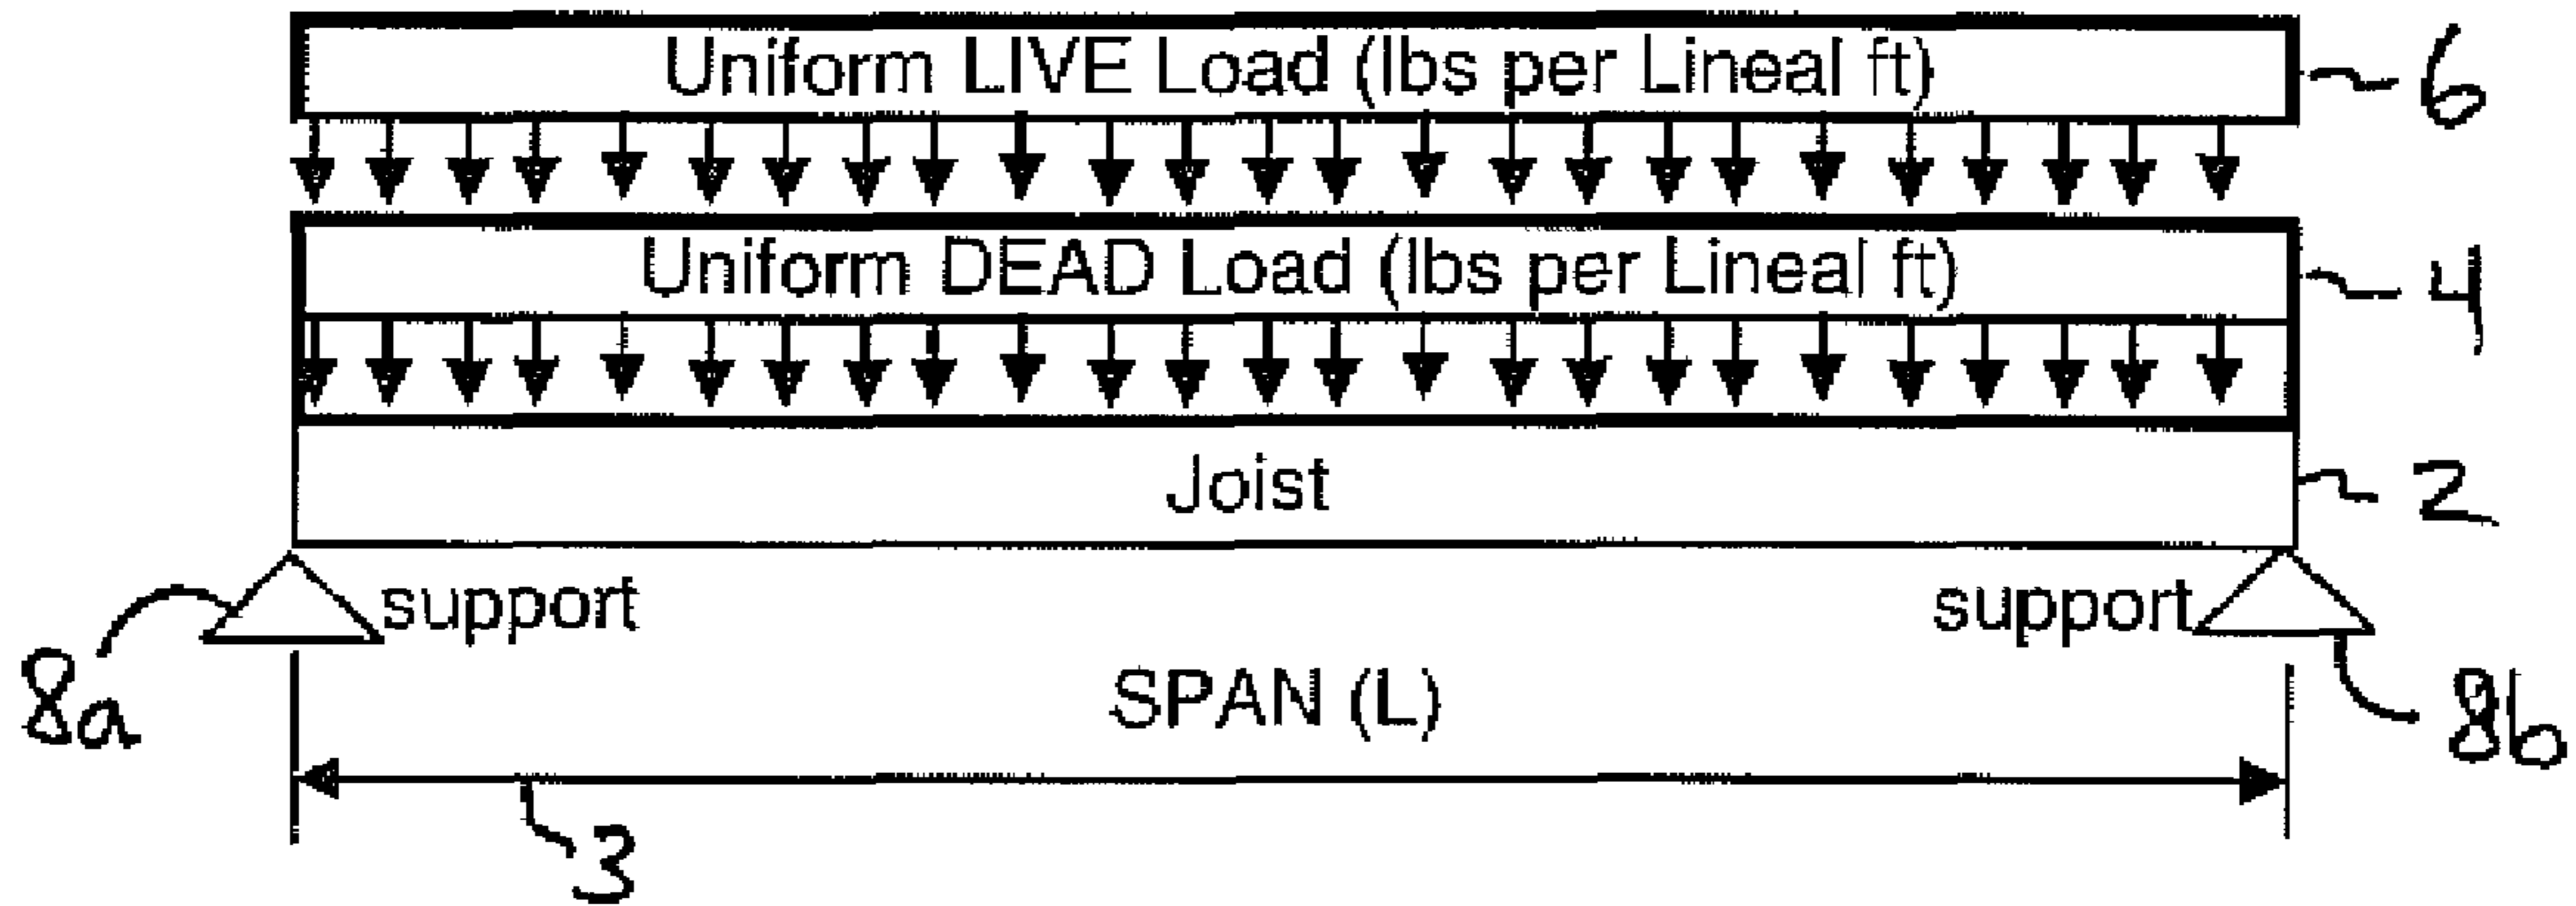 Uniform LIVE Load (lbs per Lineal ft) 6
Uniform DEAD Load (lbs per Lineal ft) 4
Joist 2
support support
8a SPAN (L) 8b
3